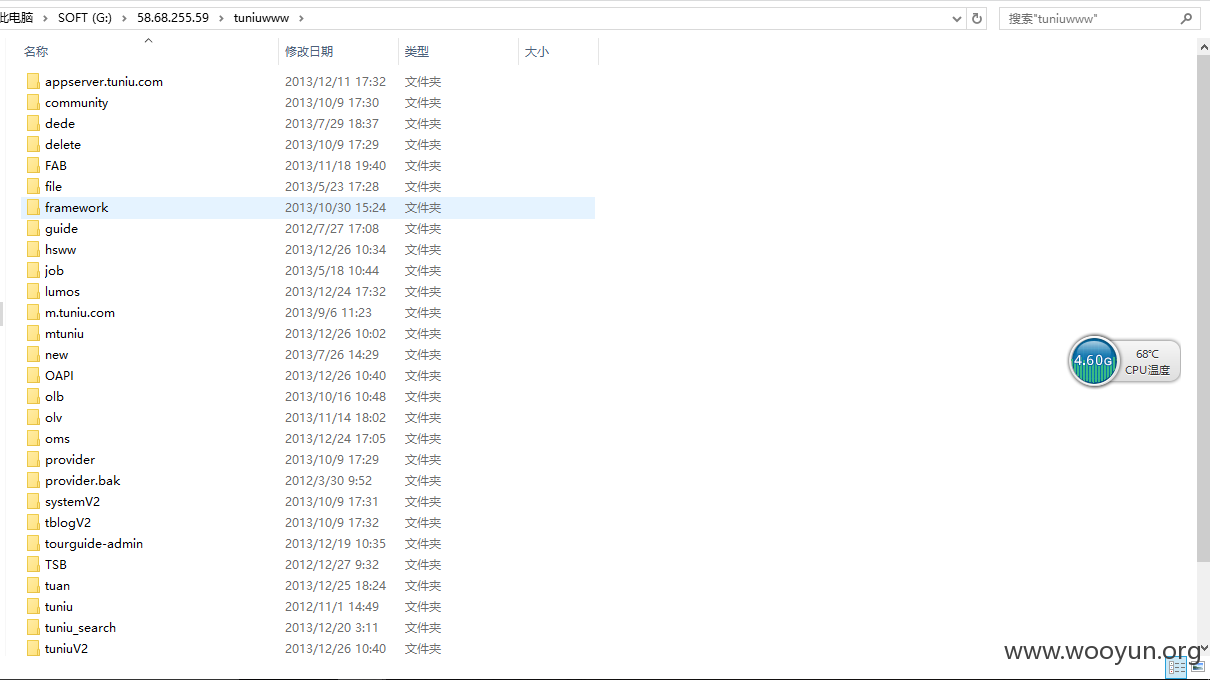 此电脑 › SOFT (G:) › 58.68.255.59 › tuniuwww ›
搜索"tuniuwww"
名称 修改日期 类型 大小
appserver.tuniu.com 2013/12/11 17:32 文件夹
community 2013/10/9 17:30 文件夹
dede 2013/7/29 18:37 文件夹
delete 2013/10/9 17:29 文件夹
FAB 2013/11/18 19:40 文件夹
file 2013/5/23 17:28 文件夹
framework 2013/10/30 15:24 文件夹
guide 2012/7/27 17:08 文件夹
hsww 2013/12/26 10:34 文件夹
job 2013/5/18 10:44 文件夹
lumos 2013/12/24 17:32 文件夹
m.tuniu.com 2013/9/6 11:23 文件夹
mtuniu 2013/12/26 10:02 文件夹
new 2013/7/26 14:29 文件夹
OAPI 2013/12/26 10:40 文件夹
olb 2013/10/16 10:48 文件夹
olv 2013/11/14 18:02 文件夹
oms 2013/12/24 17:05 文件夹
provider 2013/10/9 17:29 文件夹
provider.bak 2012/3/30 9:52 文件夹
systemV2 2013/10/9 17:31 文件夹
tblogV2 2013/10/9 17:32 文件夹
tourguide-admin 2013/12/19 10:35 文件夹
TSB 2012/12/27 9:32 文件夹
tuan 2013/12/25 18:24 文件夹
tuniu 2012/11/1 14:49 文件夹
tuniu_search 2013/12/20 3:11 文件夹
tuniuV2 2013/12/26 10:40 文件夹
4.60G
68℃
CPU温度
www.wooyun.org